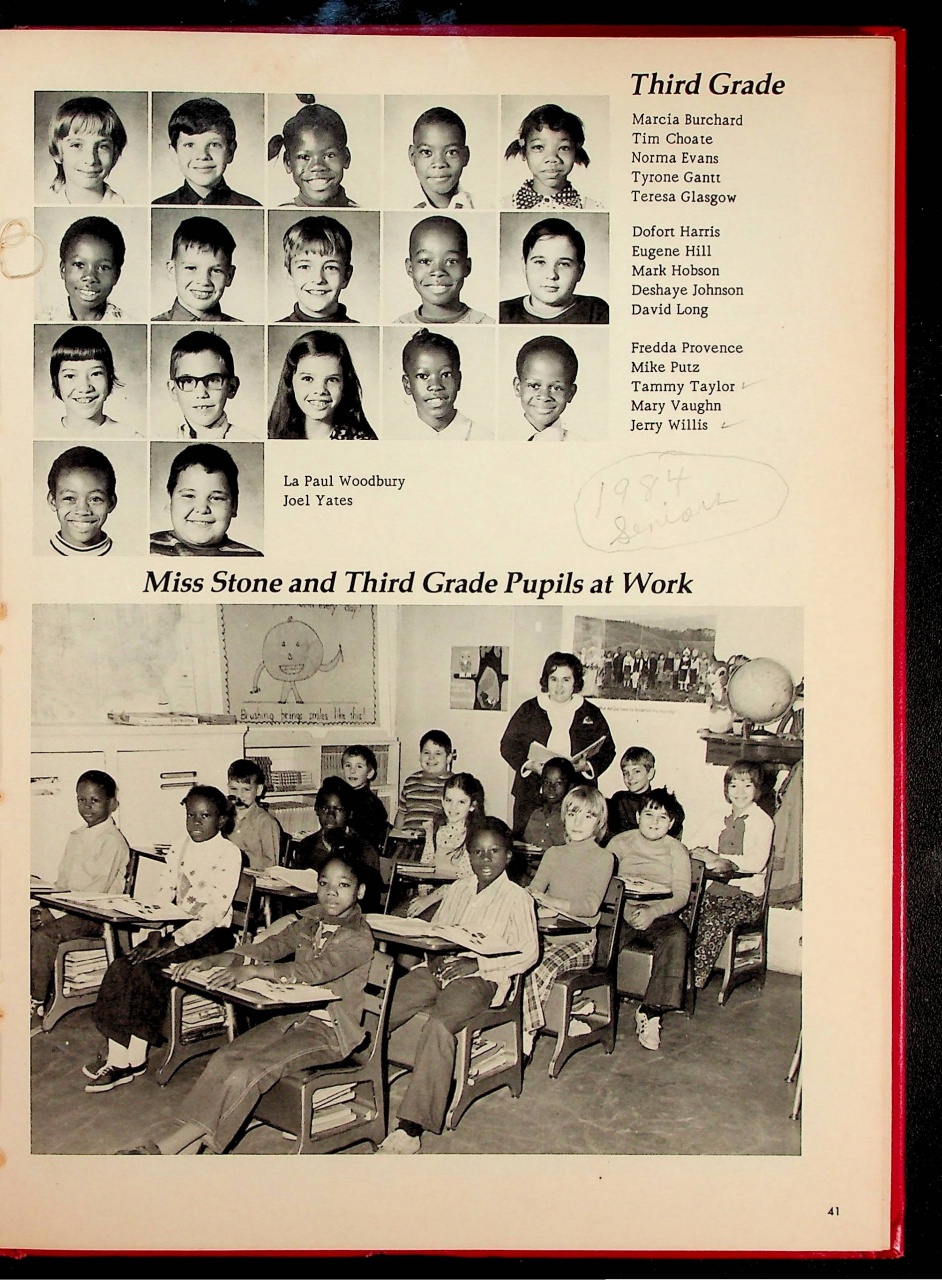 Third Grade
Marcia Burchard
Tim Choate
Norma Evans
Tyrone Gantt
Teresa Glasgow
Dofort Harris
Eugene Hill
Mark Hobson
Deshaye Johnson
David Long
Fredda Provence
Mike Putz
Tammy Taylor
Mary Vaughn
Jerry Willis
La Paul Woodbury
Joel Yates
1984
Seniors
Miss Stone and Third Grade Pupils at Work
day!
Brushing brings smiles like this!
41